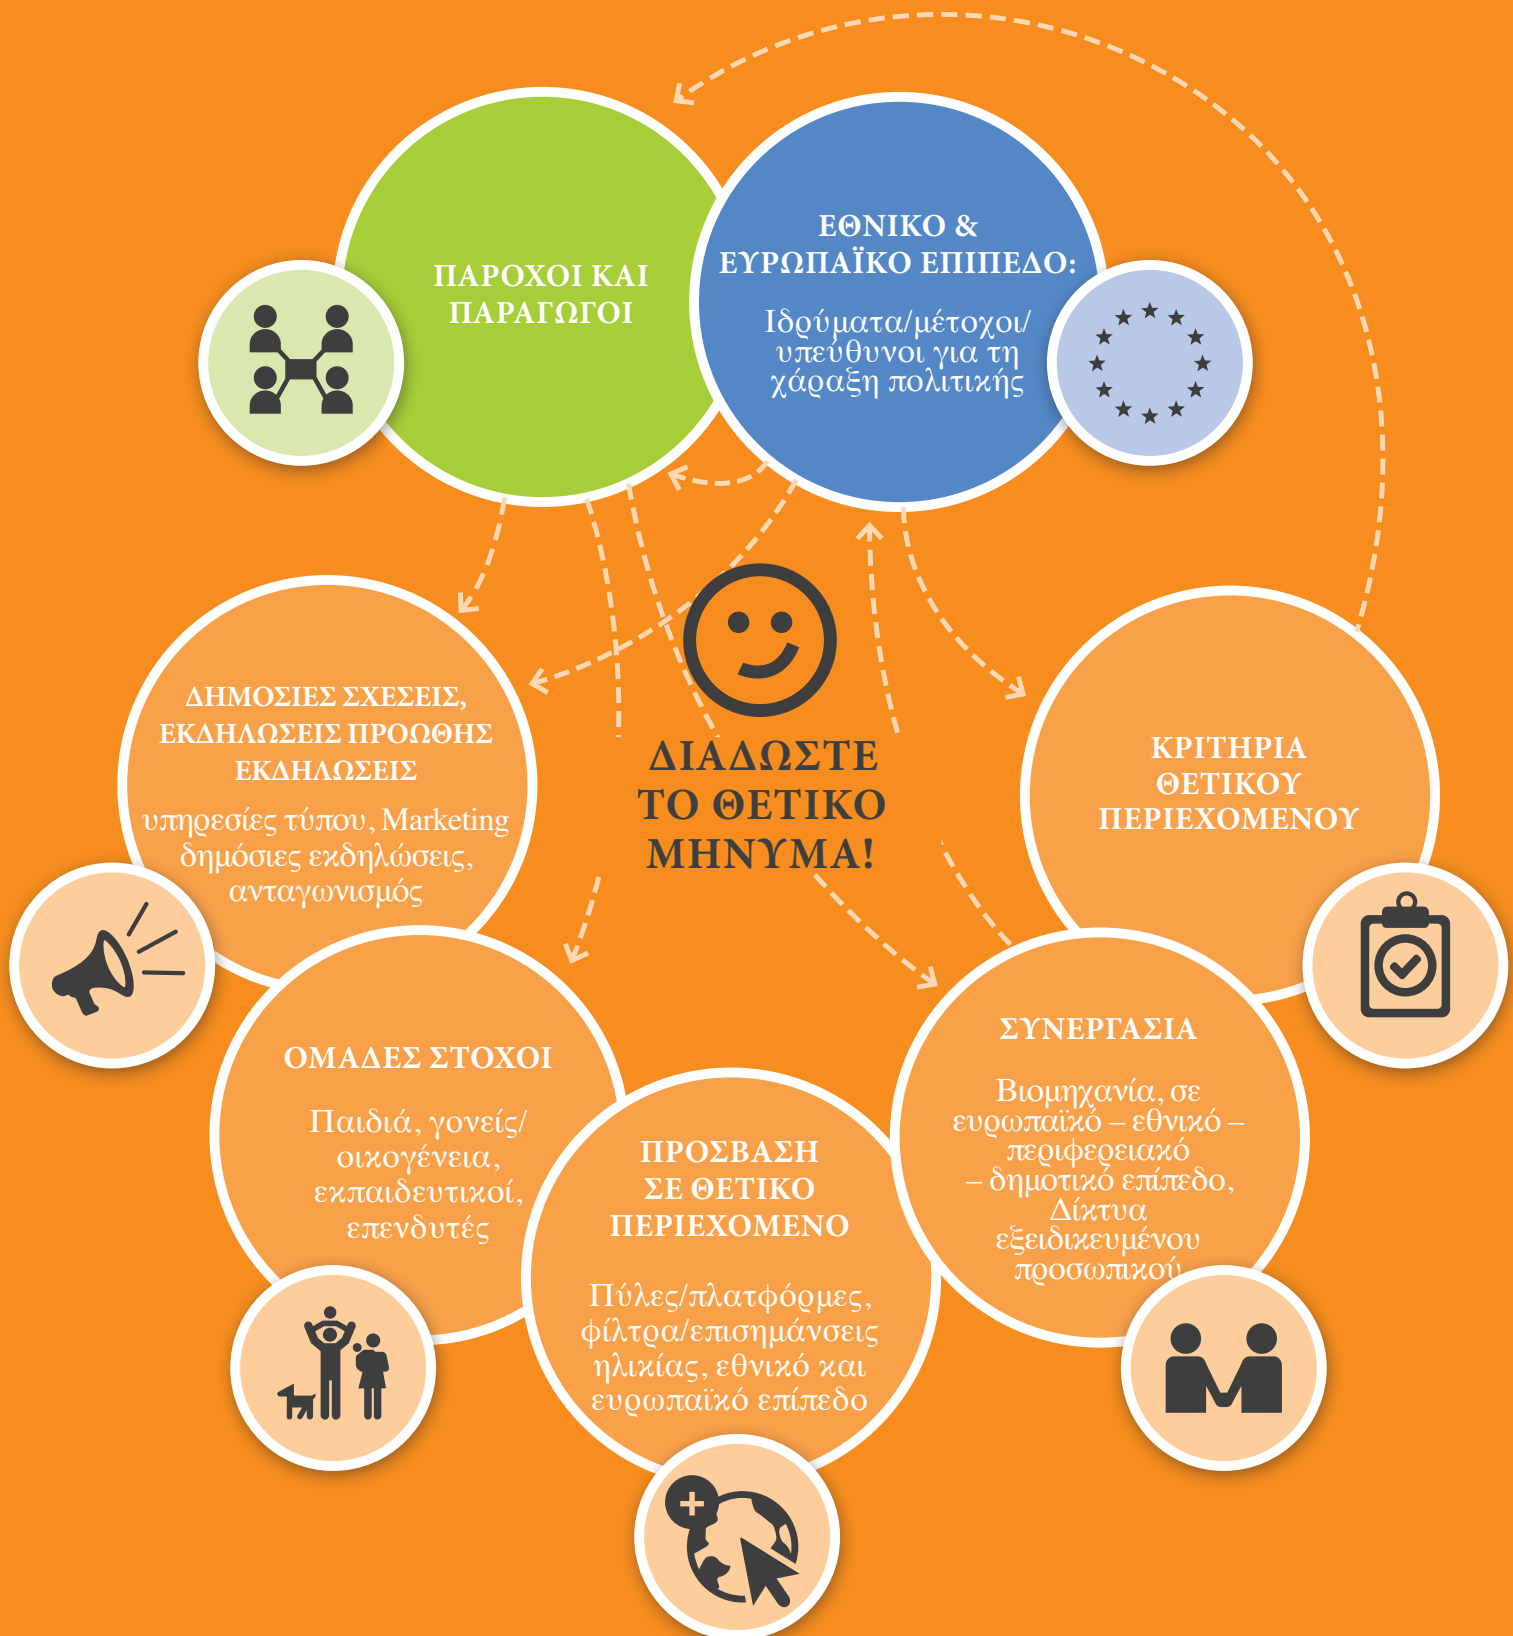 ΠΑΡΟΧΟΙ ΚΑΙ
ΠΑΡΑΓΩΓΟΙ
ΕΘΝΙΚΟ &
ΕΥΡΩΠΑΪΚΟ ΕΠΙΠΕΔΟ:
Ιδρύματα/μέτοχοι/
υπεύθυνοι για τη
χάραξη πολιτικής
ΔΗΜΟΣΙΕΣ ΣΧΕΣΕΙΣ,
ΕΚΔΗΛΩΣΕΙΣ ΠΡΟΩΘΗΣ
ΕΚΔΗΛΩΣΕΙΣ
υπηρεσίες τύπου, Marketing
δημόσιες εκδηλώσεις,
ανταγωνισμός
ΔΙΑΔΩΣΤΕ
ΤΟ ΘΕΤΙΚΟ
ΜΗΝΥΜΑ!
ΚΡΙΤΗΡΙΑ
ΘΕΤΙΚΟΥ
ΠΕΡΙΕΧΟΜΕΝΟΥ
ΟΜΑΔΕΣ ΣΤΟΧΟΙ
Παιδιά, γονείς/
οικογένεια,
εκπαιδευτικοί,
επενδυτές
ΠΡΟΣΒΑΣΗ
ΣΕ ΘΕΤΙΚΟ
ΠΕΡΙΕΧΟΜΕΝΟ
Πύλες/πλατφόρμες,
φίλτρα/επισημάνσεις
ηλικίας, εθνικό και
ευρωπαϊκό επίπεδο
ΣΥΝΕΡΓΑΣΙΑ
Βιομηχανία, σε
ευρωπαϊκό – εθνικό –
περιφερειακό
– δημοτικό επίπεδο,
Δίκτυα
εξειδικευμένου
προσωπικού